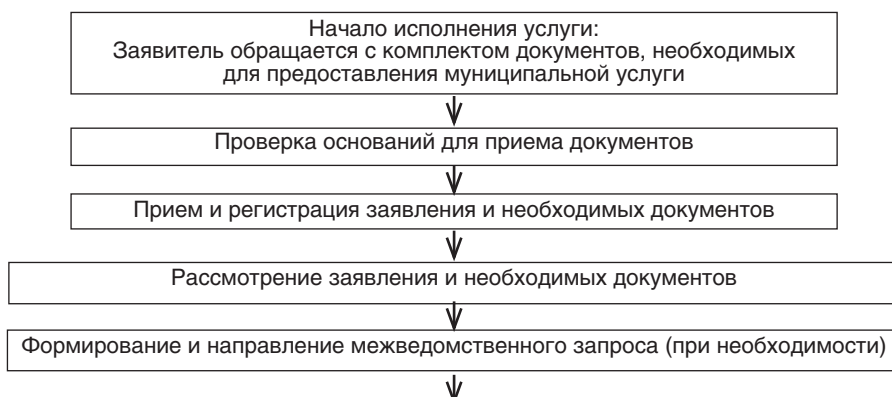 Начало исполнения услуги:
Заявитель обращается с комплектом документов, необходимых
для предоставления муниципальной услуги
Проверка оснований для приема документов
Прием и регистрация заявления и необходимых документов
Рассмотрение заявления и необходимых документов
Формирование и направление межведомственного запроса (при необходимости)